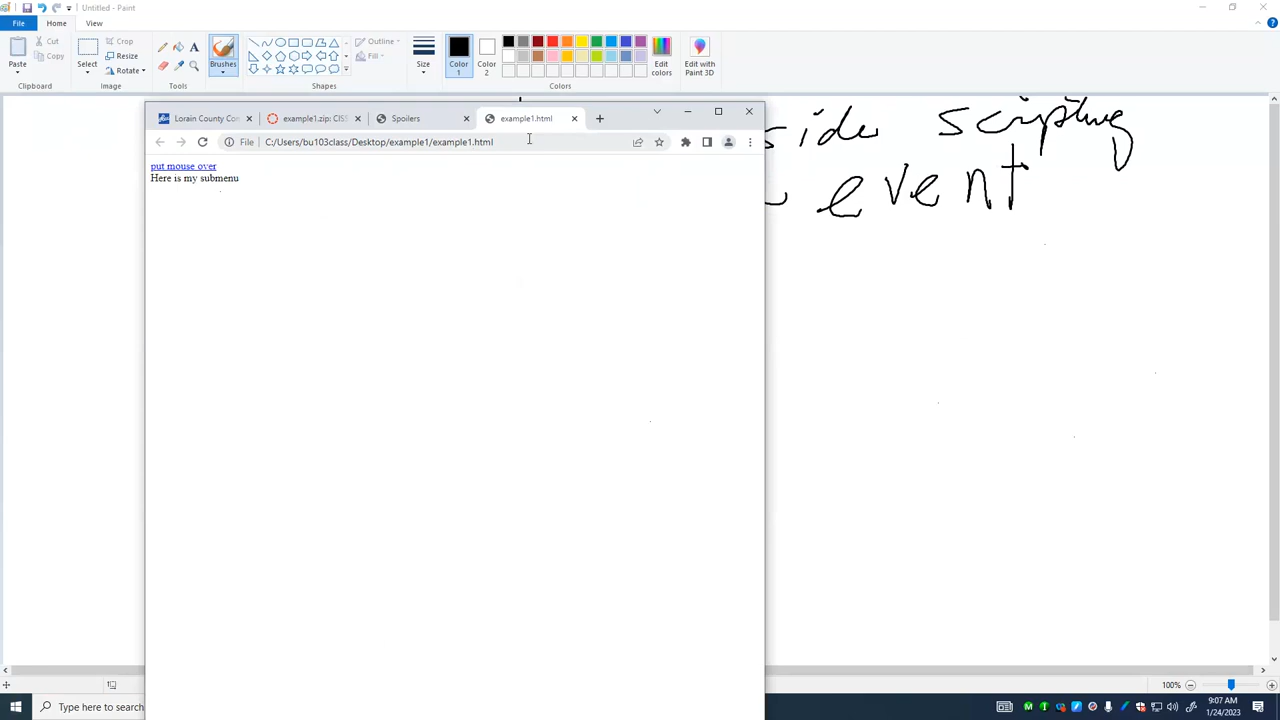 Untitled - Paint
File Home View
Paste
Cut
Copy
Clipboard
Select
Crop
Resize
Rotate
Image
Tools
Brushes
Shapes
Outline
Fill
Size
Color 1
Color 2
Colors
Edit colors
Edit with Paint 3D
Lorain County Con
example1.zip: CISS
Spoilers
example1.html
File C:/Users/bu103class/Desktop/example1/example1.html
put mouse over
Here is my submenu
side scripting
event
100%
Type here to search
9:07 AM
1/24/2023